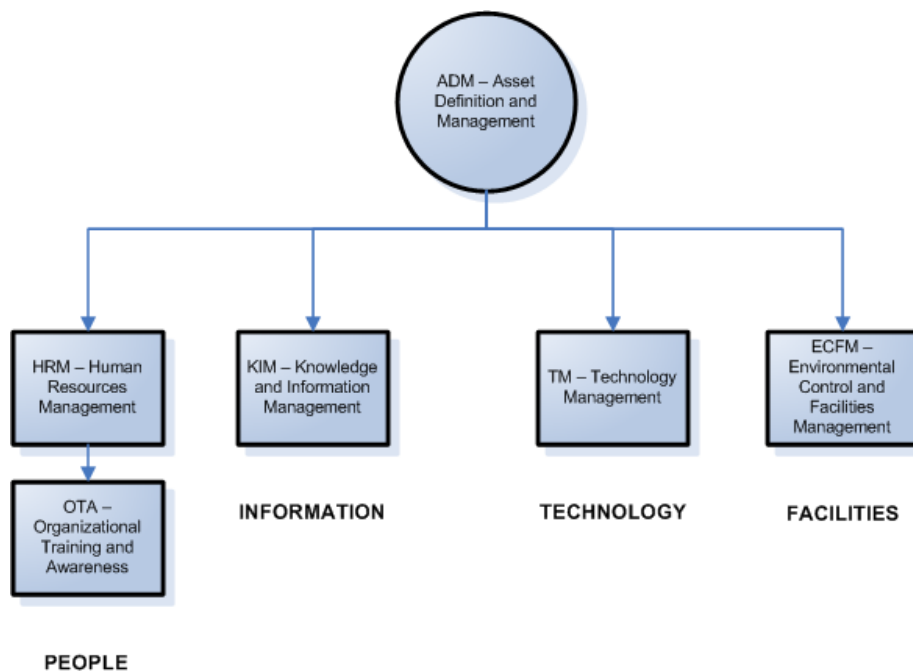 ADM – Asset
Definition and
Management
HRM – Human
Resources
Management
KIM – Knowledge
and Information
Management
TM – Technology
Management
ECFM –
Environmental
Control and
Facilities
Management
OTA –
Organizational
Training and
Awareness
INFORMATION
TECHNOLOGY
FACILITIES
PEOPLE